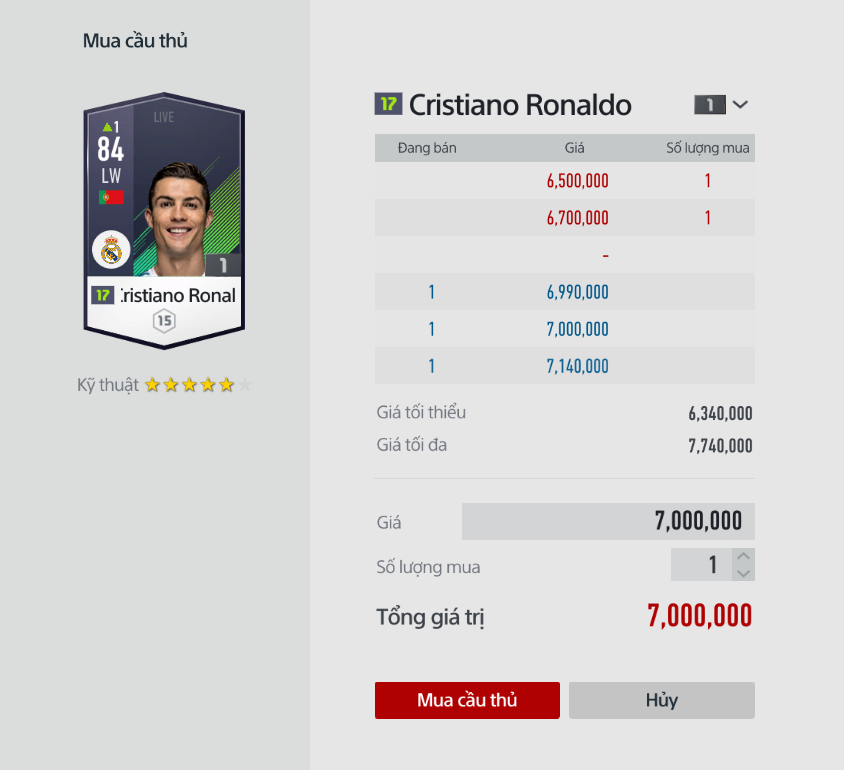 Mua cầu thủ
1
LIVE
84
LW
1
17 ristiano Ronal
15
Kỹ thuật
17 Cristiano Ronaldo 1
Đang bán Giá Số lượng mua
6,500,000 1
6,700,000 1
-
1 6,990,000
1 7,000,000
1 7,140,000
Giá tối thiểu 6,340,000
Giá tối đa 7,740,000
Giá 7,000,000
Số lượng mua 1
Tổng giá trị 7,000,000
Mua cầu thủ Hủy